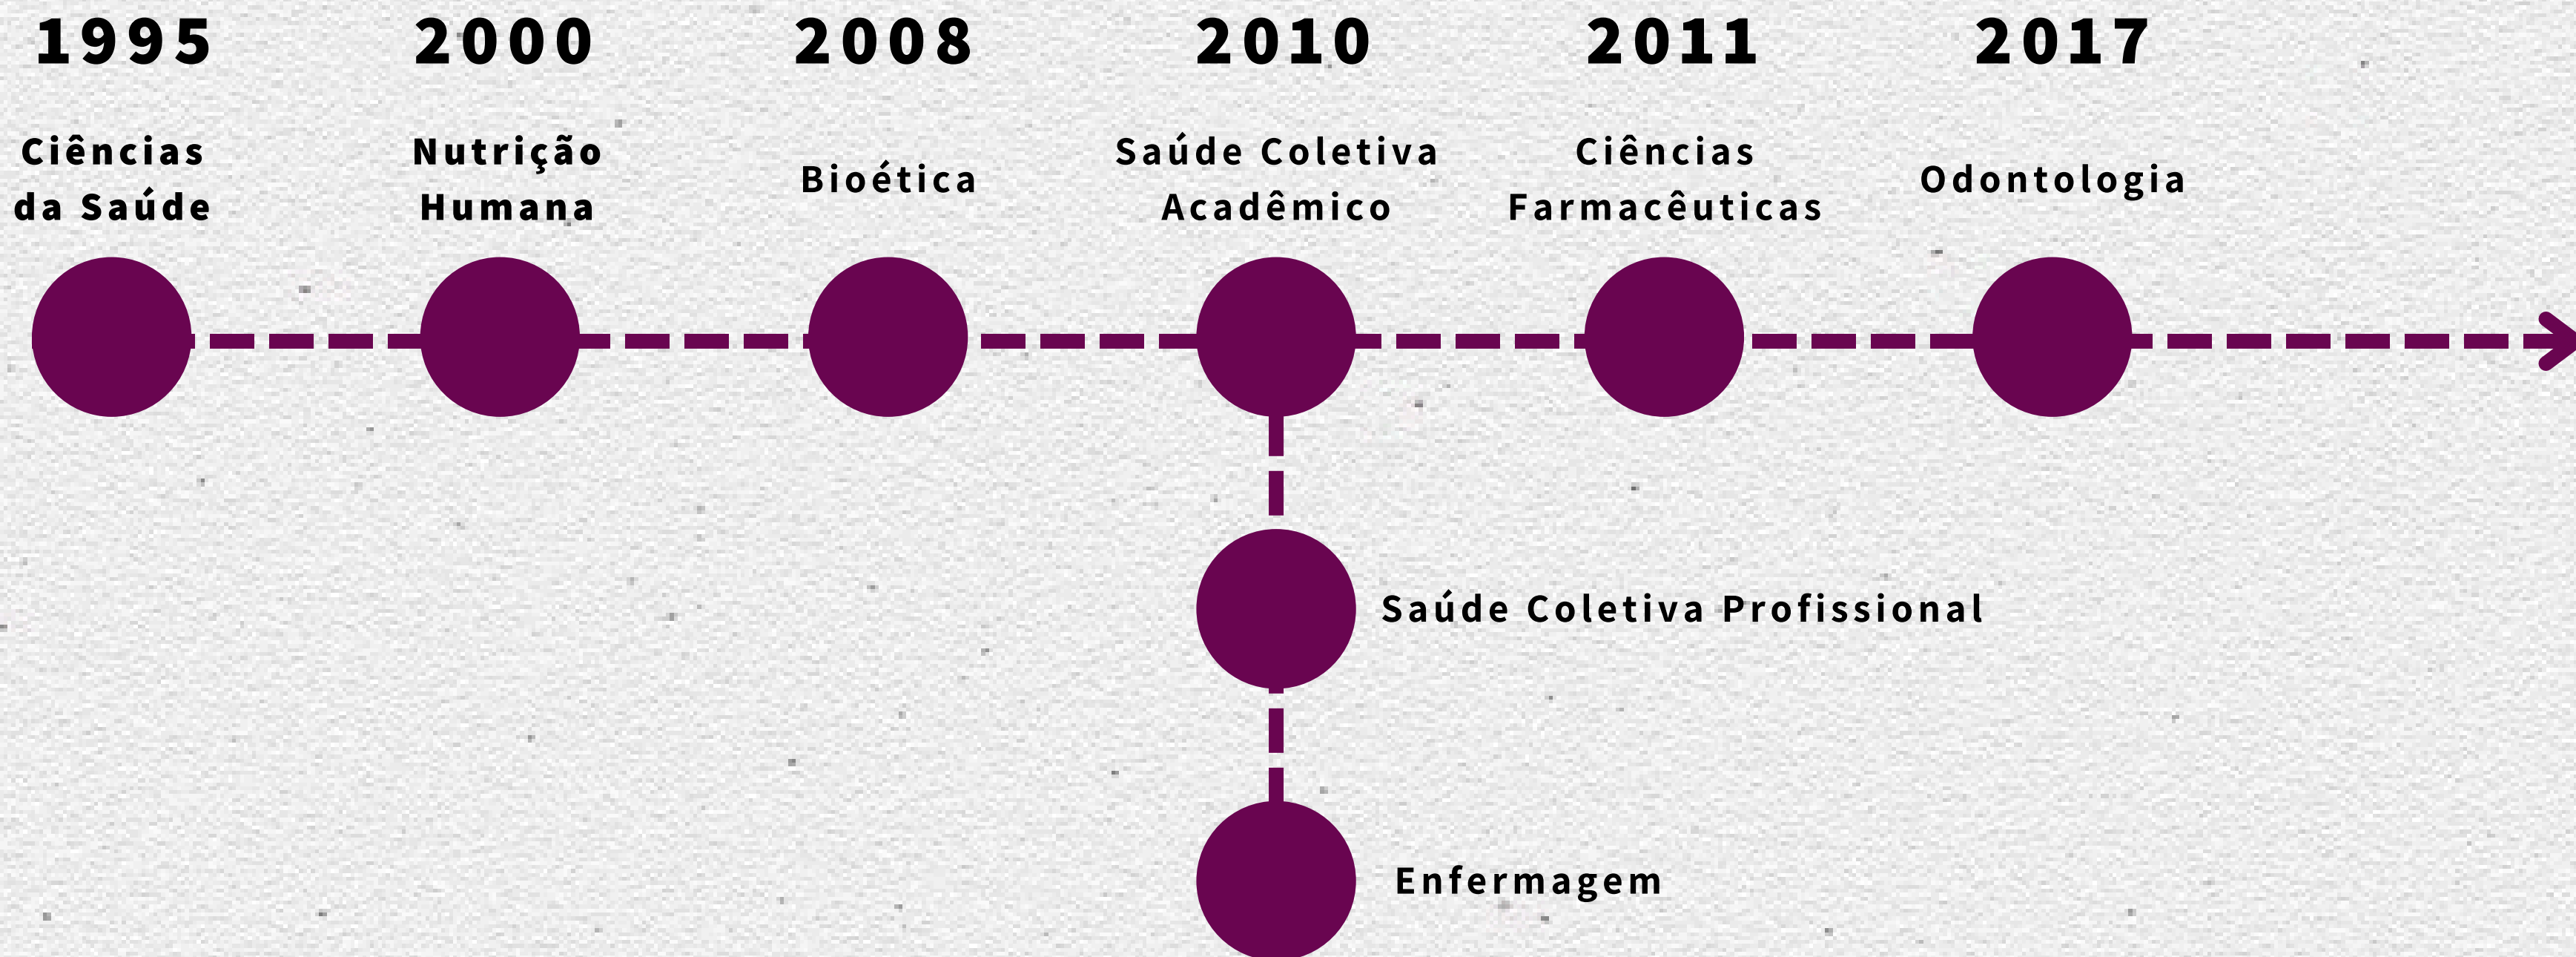 1995
2000
2008
2010
2011
2017
Ciências
da Saúde
Nutrição
Humana
Bioética
Saúde Coletiva
Acadêmico
Ciências
Farmacêuticas
Odontologia
Saúde Coletiva Profissional
Enfermagem